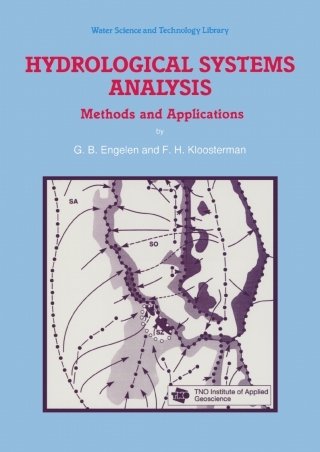 Water Science and Technology Library
HYDROLOGICAL SYSTEMS
ANALYSIS
Methods and Applications
by
G. B. Engelen and F. H. Kloosterman
SA
SO
SZ
TNO Institute of Applied
Geoscience